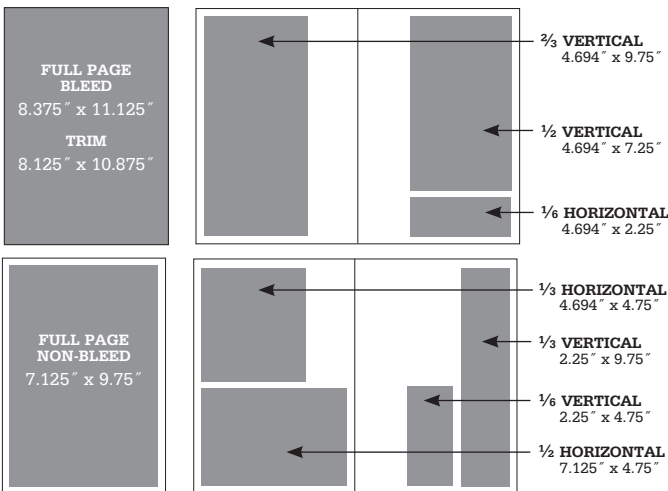 FULL PAGE
BLEED
8.375˝ x 11.125˝
TRIM
8.125˝ x 10.875˝
⅔ VERTICAL
4.694˝ x 9.75˝
½ VERTICAL
4.694˝ x 7.25˝
⅙ HORIZONTAL
4.694˝ x 2.25˝
FULL PAGE
NON-BLEED
7.125˝ x 9.75˝
⅓ HORIZONTAL
4.694˝ x 4.75˝
⅓ VERTICAL
2.25˝ x 9.75˝
⅙ VERTICAL
2.25˝ x 4.75˝
½ HORIZONTAL
7.125˝ x 4.75˝